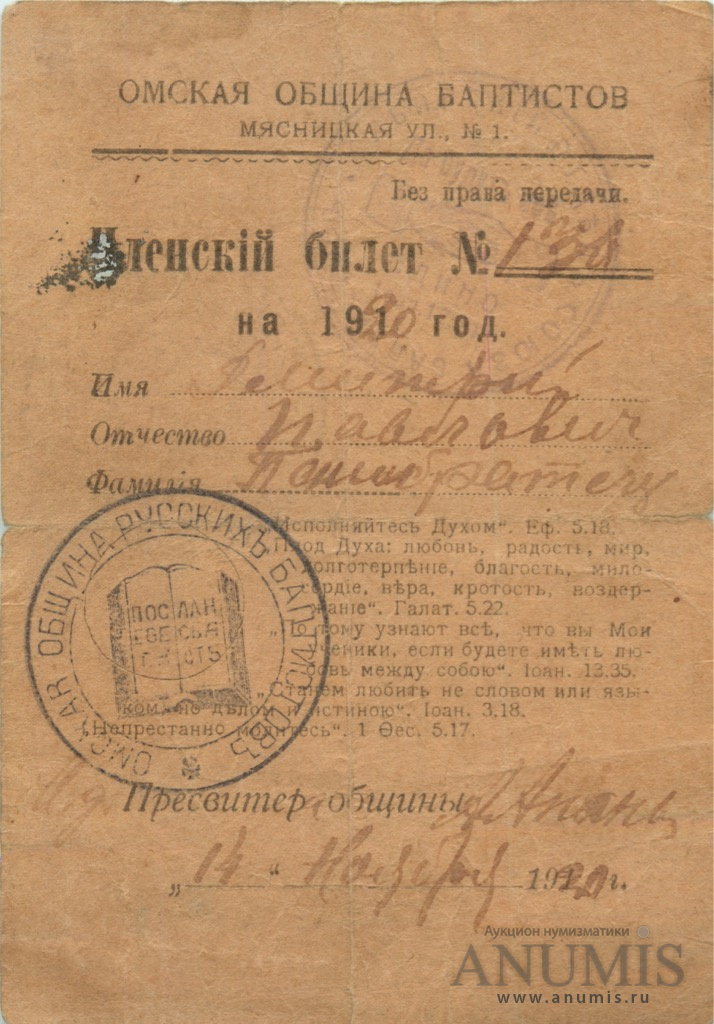 ОМСКАЯ ОБЩИНА БАПТИСТОВ
МЯСНИЦКАЯ УЛ., № 1.
Без права передачи.
Членскій билет № 138
на 1920 год.
Имя Дмитрий
Отчество Павлович
Фамилія
„Исполняйтесь Духом“. Еф. 5.18.
„Плод Духа: любовь, радость, мир,
долготерпѣніе, благость, мило-
сердіе, вѣра, кротость, воздер-
жаніе“. Галат. 5.22.
„По тому узнают всѣ, что вы Мои
ученики, если будете имѣть лю-
бовь между собою“. Іоан. 13.35.
„Станем любить не словом или язы-
ком, но дѣлом и истиною“. Іоан. 3.18.
„Непрестанно молитесь“. 1 Ѳес. 5.17.
ОМСКАЯ ОБЩИНА РУССКИХЪ БАПТИСТОВЪ
Пресвитер общины
„14“ Ноября 1920 г.
Аукцион нумизматики
ANUMIS
www.anumis.ru